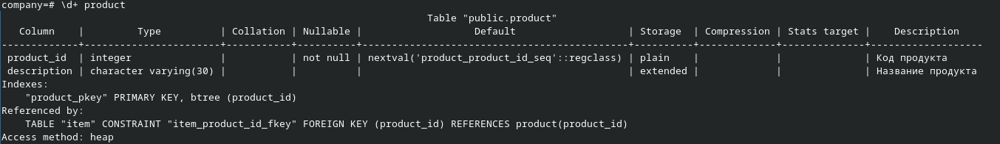 company=# \d+ product
                                                                        Table "public.product"
   Column    |         Type          | Collation | Nullable |                   Default                   | Storage  | Compression | Stats target |    Description    
-------------+-----------------------+-----------+----------+---------------------------------------------+----------+-------------+--------------+-------------------
 product_id  | integer               |           | not null | nextval('product_product_id_seq'::regclass) | plain    |             |              | Код продукта
 description | character varying(30) |           |          |                                             | extended |             |              | Название продукта
Indexes:
    "product_pkey" PRIMARY KEY, btree (product_id)
Referenced by:
    TABLE "item" CONSTRAINT "item_product_id_fkey" FOREIGN KEY (product_id) REFERENCES product(product_id)
Access method: heap